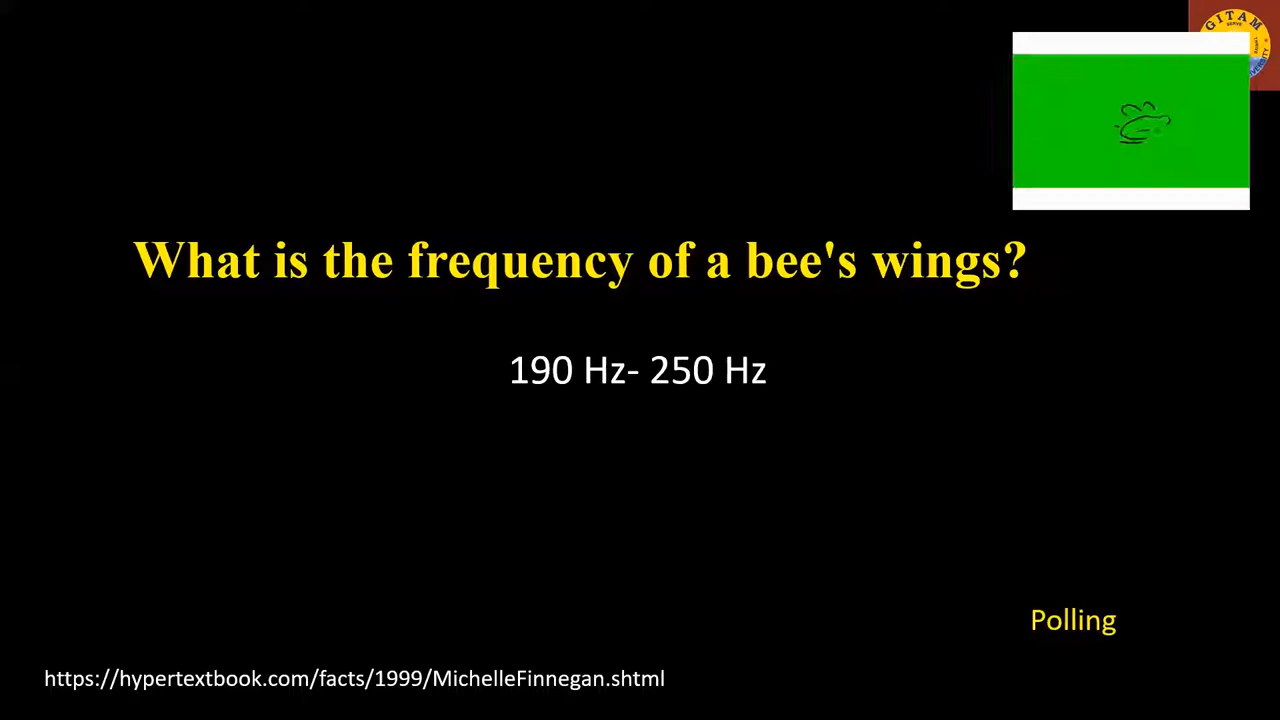 GITAM
What is the frequency of a bee's wings?
190 Hz- 250 Hz
Polling
https://hypertextbook.com/facts/1999/MichelleFinnegan.shtml